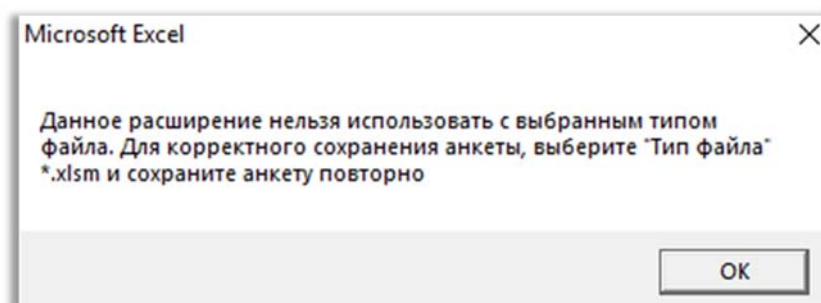 Microsoft Excel
Данное расширение нельзя использовать с выбранным типом
файла. Для корректного сохранения анкеты, выберите "Тип файла"
*.xlsm и сохраните анкету повторно
ОК